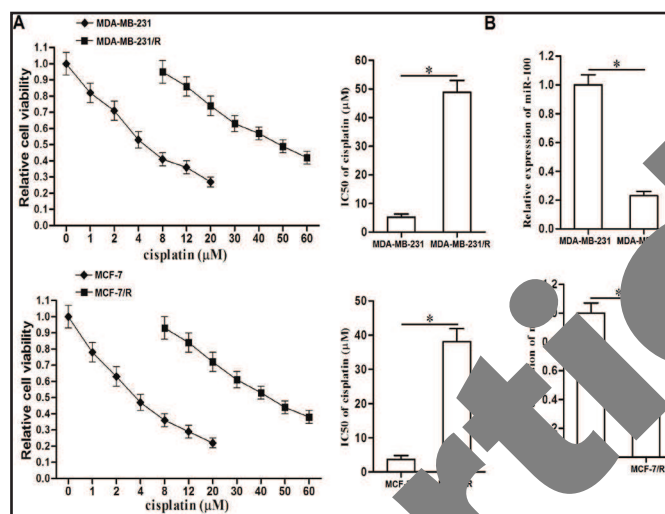 A
B
MDA-MB-231
MDA-MB-231/R
Relative cell viability
1.1
1.0
0.9
0.8
0.7
0.6
0.5
0.4
0.3
0.2
0.1
0.0
0 1 2 4 8 12 20 30 40 50 60
cisplatin (μM)
IC50 of cisplatin (μM)
60
50
40
30
20
10
0
*
MDA-MB-231 MDA-MB-231/R
Relative expression of miR-100
1.2
1.0
0.8
0.6
0.4
0.2
0.0
*
MDA-MB-231
MCF-7
MCF-7/R
Relative cell viability
1.1
1.0
0.9
0.8
0.7
0.6
0.5
0.4
0.3
0.2
0.1
0.0
0 1 2 4 8 12 20 30 40 50 60
cisplatin (μM)
IC50 of cisplatin (μM)
50
40
30
20
10
0
*
*
MCF-7/R